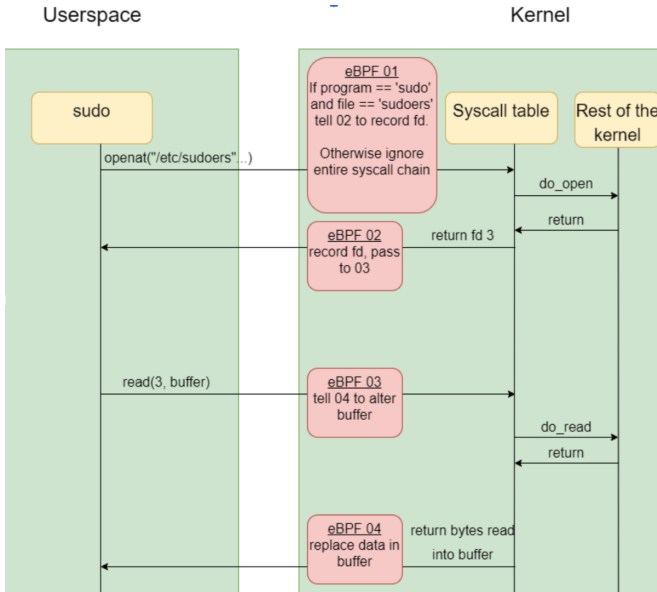 Userspace
Kernel
eBPF 01
If program == 'sudo'
and file == 'sudoers'
tell 02 to record fd.
Otherwise ignore
entire syscall chain
sudo
Syscall table
Rest of the
kernel
openat("/etc/sudoers"...)
do_open
return
eBPF 02
record fd, pass
to 03
return fd 3
read(3, buffer)
eBPF 03
tell 04 to alter
buffer
do_read
return
eBPF 04
replace data in
buffer
return bytes read
into buffer